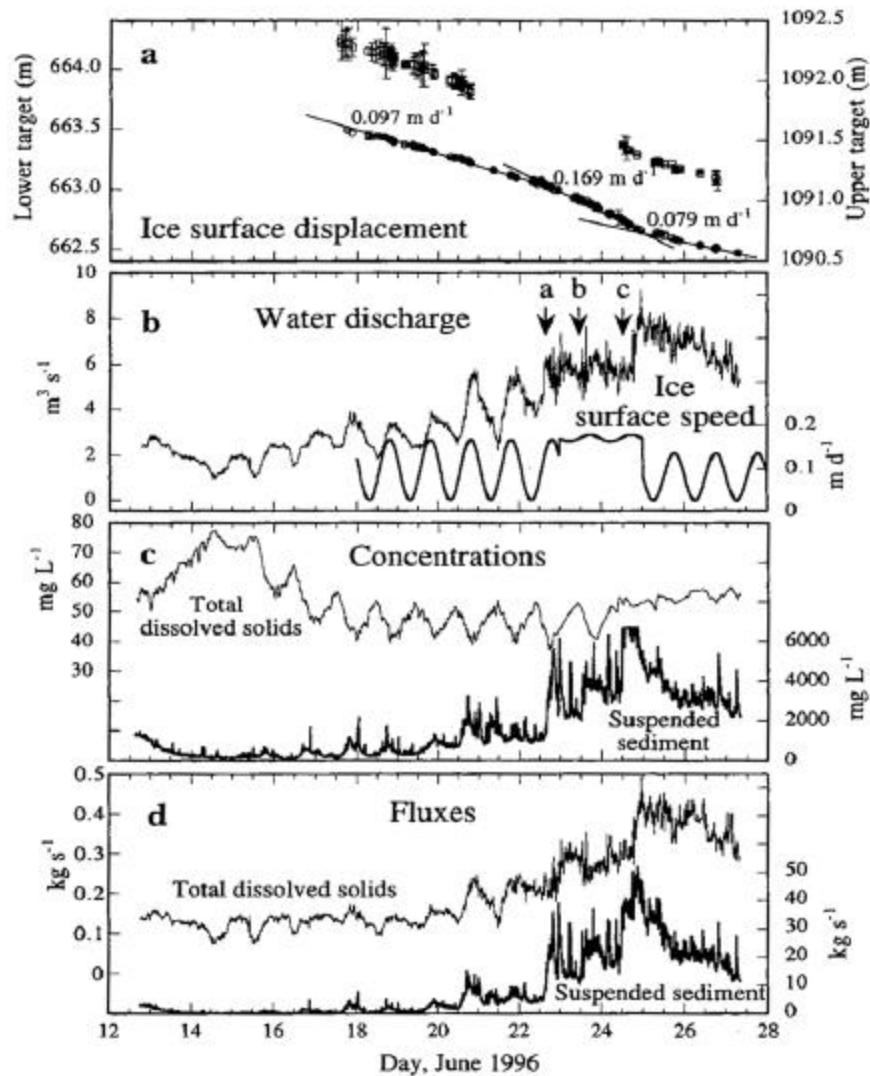 a
Lower target (m)
664.0
663.5
663.0
662.5
1092.5
1092.0
1091.5
1091.0
1090.5
Upper target (m)
0.097 m d⁻¹
0.169 m d⁻
0.079 m d⁻¹
Ice surface displacement
b
Water discharge
a b c
m³ s⁻¹
10
8
6
4
2
0
Ice
surface speed
0.2
0.1
0
m d⁻¹
c
Concentrations
mg L⁻¹
80
70
60
50
40
30
Total
dissolved solids
6000
4000
2000
0
mg L⁻¹
Suspended
sediment
d
Fluxes
kg s⁻¹
0.5
0.4
0.3
0.2
0.1
0
Total dissolved solids
50
40
30
20
10
0
kg s⁻¹
Suspended sediment
12 14 16 18 20 22 24 26 28
Day, June 1996